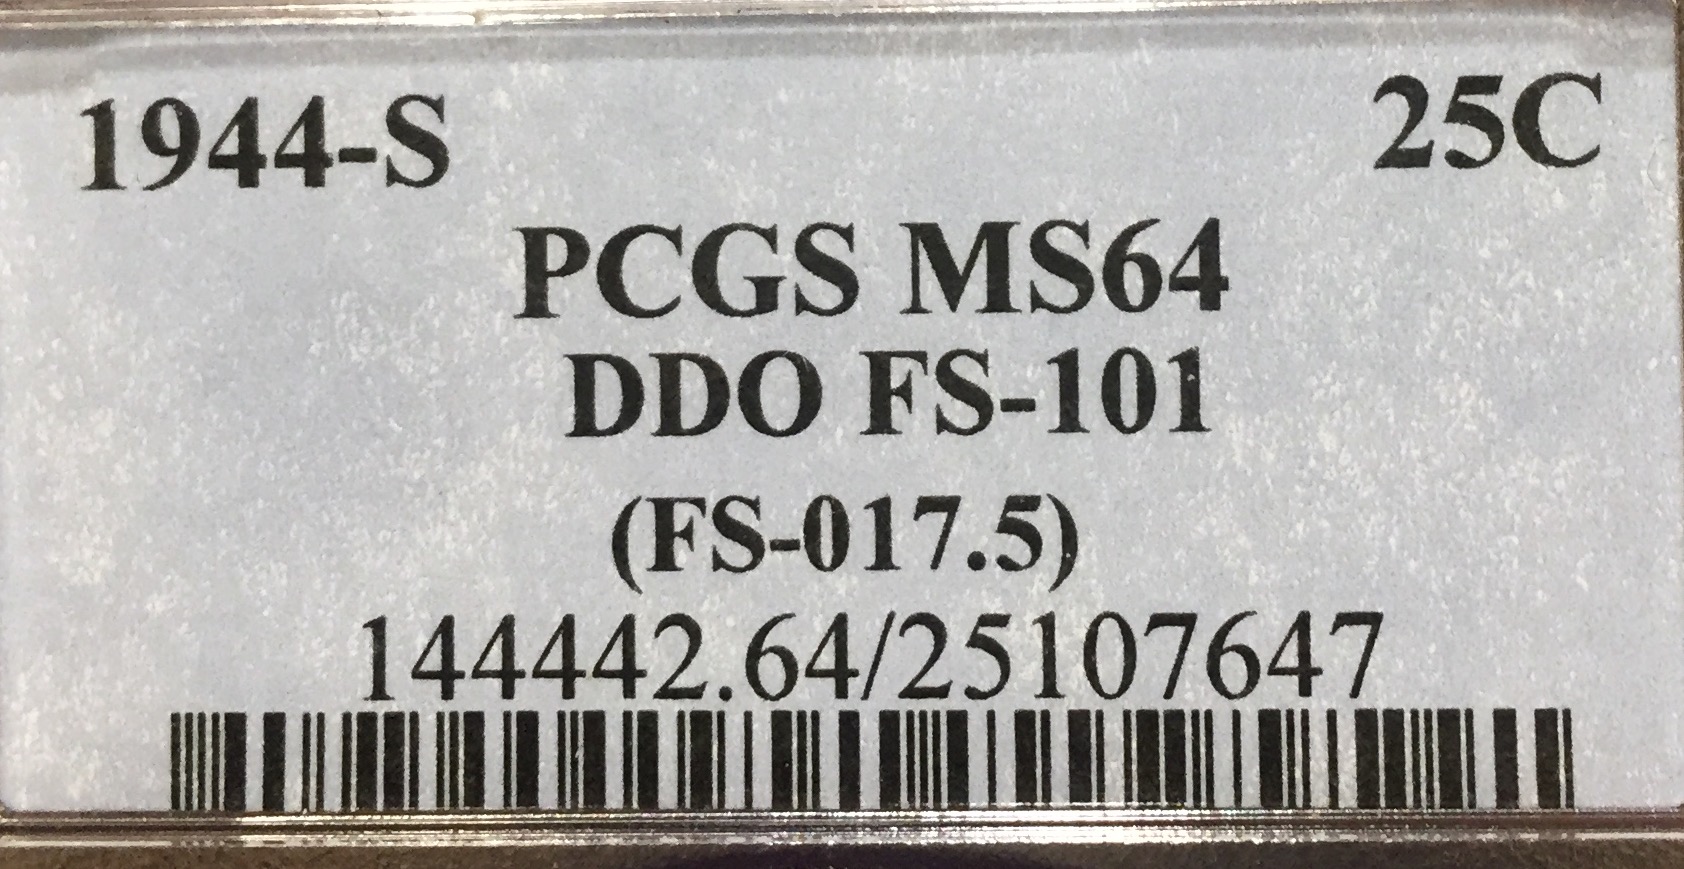 1944-S 25C
PCGS MS64
DDO FS-101
(FS-017.5)
144442.64/25107647